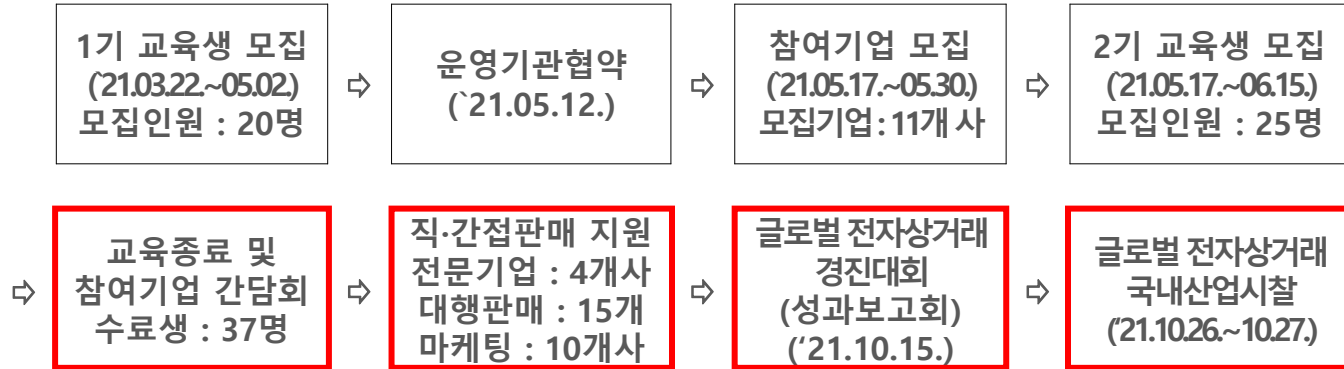 1기 교육생 모집
(`21.03.22.~05.02.)
모집인원 : 20명
운영기관협약
(`21.05.12.)
참여기업 모집
(`21.05.17.~05.30.)
모집기업 : 11개 사
2기 교육생 모집
(`21.05.17.~06.15.)
모집인원 : 25명
교육종료 및
참여기업 간담회
수료생 : 37명
직·간접판매 지원
전문기업 : 4개사
대행판매 : 15개
마케팅 : 10개사
글로벌 전자상거래
경진대회
(성과보고회)
(‘21.10.15.)
글로벌 전자상거래
국내산업시찰
(‘21.10.26.~10.27.)